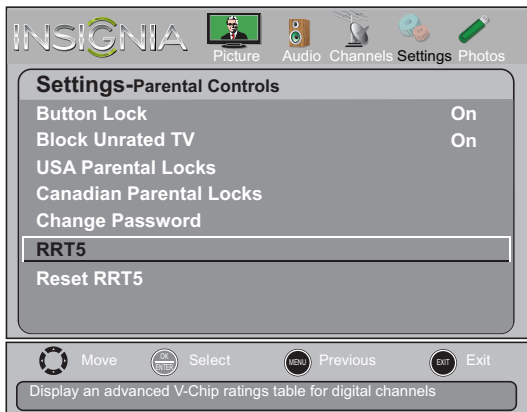 INSIGNIA
Picture Audio Channels Settings Photos
Settings-Parental Controls
Button Lock On
Block Unrated TV On
USA Parental Locks
Canadian Parental Locks
Change Password
RRT5
Reset RRT5
Move OK ENTER Select MENU Previous EXIT Exit
Display an advanced V-Chip ratings table for digital channels